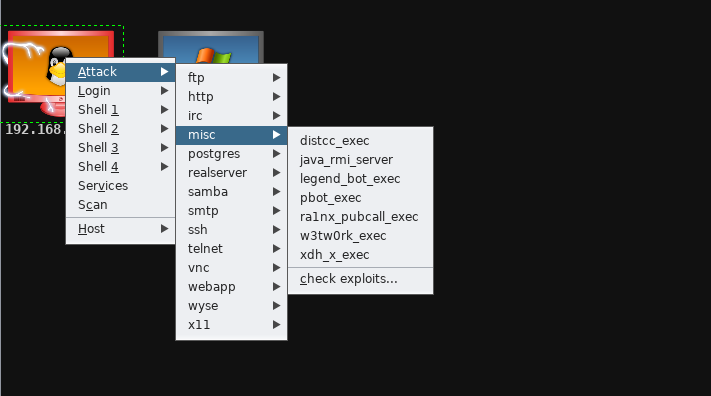 Attack
Login
Shell 1
Shell 2
Shell 3
Shell 4
Services
Scan
Host
192.168.
ftp
http
irc
misc
postgres
realserver
samba
smtp
ssh
telnet
vnc
webapp
wyse
x11
distcc_exec
java_rmi_server
legend_bot_exec
pbot_exec
ra1nx_pubcall_exec
w3tw0rk_exec
xdh_x_exec
check exploits...